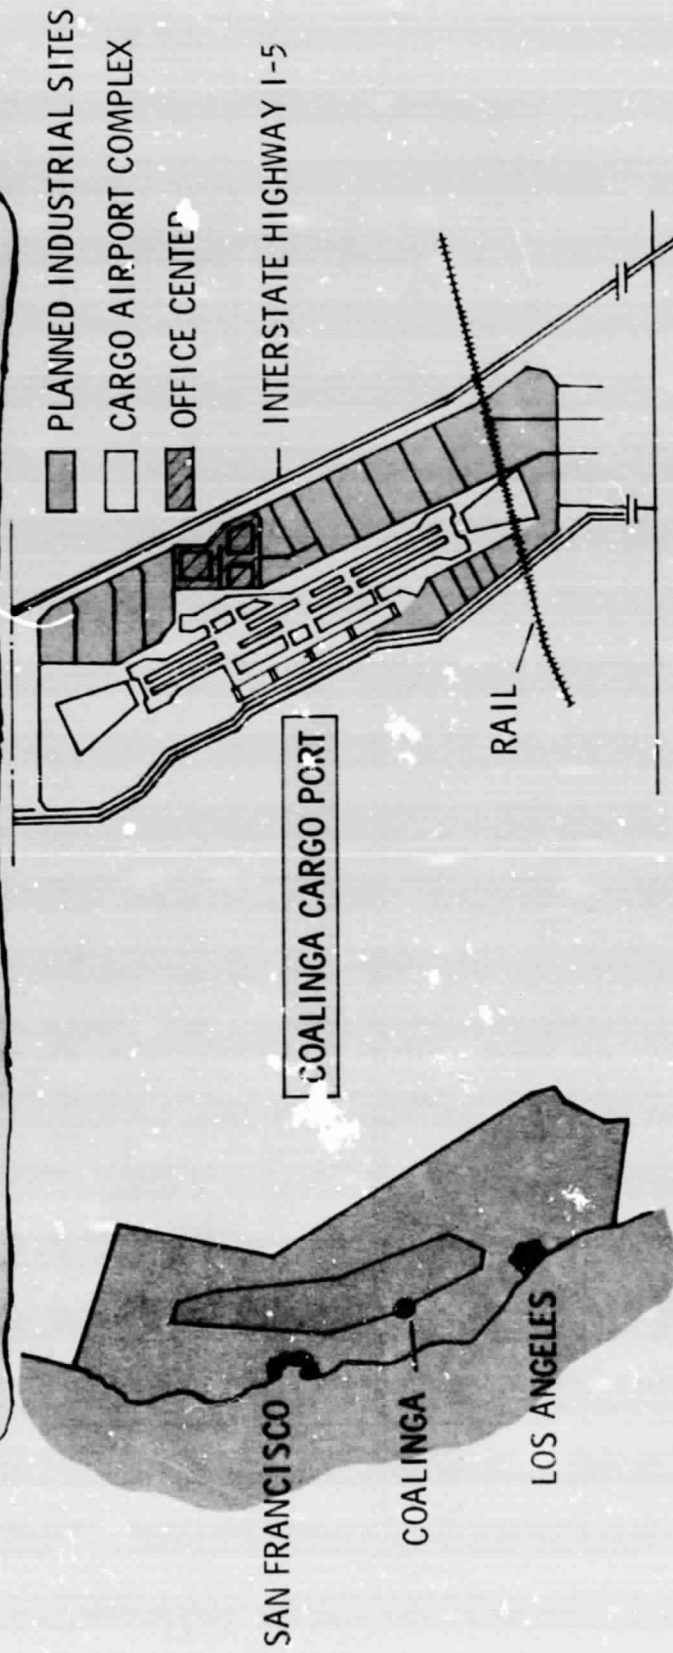 PLANNED INDUSTRIAL SITES
CARGO AIRPORT COMPLEX
OFFICE CENTER
INTERSTATE HIGHWAY I-5
RAIL
COALINGA CARGO PORT
SAN FRANCISCO
COALINGA
LOS ANGELES